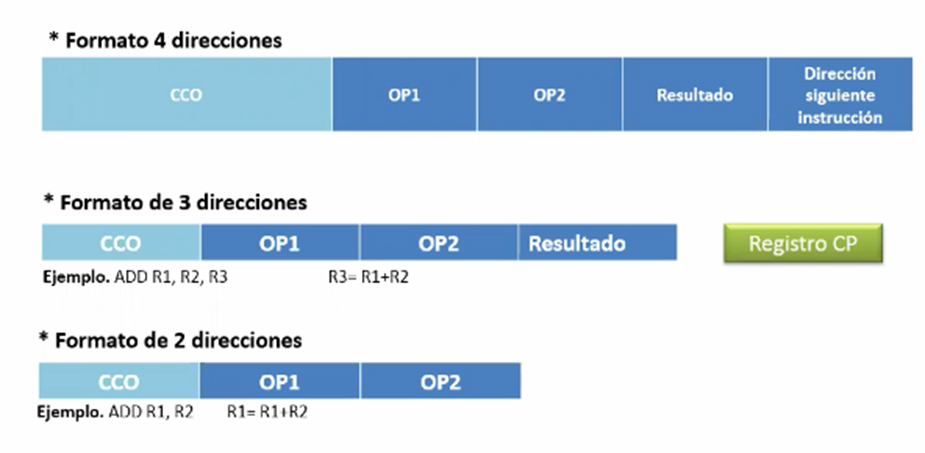 * Formato 4 direcciones
CCO OP1 OP2 Resultado Dirección siguiente instrucción
* Formato de 3 direcciones
CCO OP1 OP2 Resultado Registro CP
Ejemplo. ADD R1, R2, R3 R3= R1+R2
* Formato de 2 direcciones
CCO OP1 OP2
Ejemplo. ADD R1, R2 R1= R1+R2